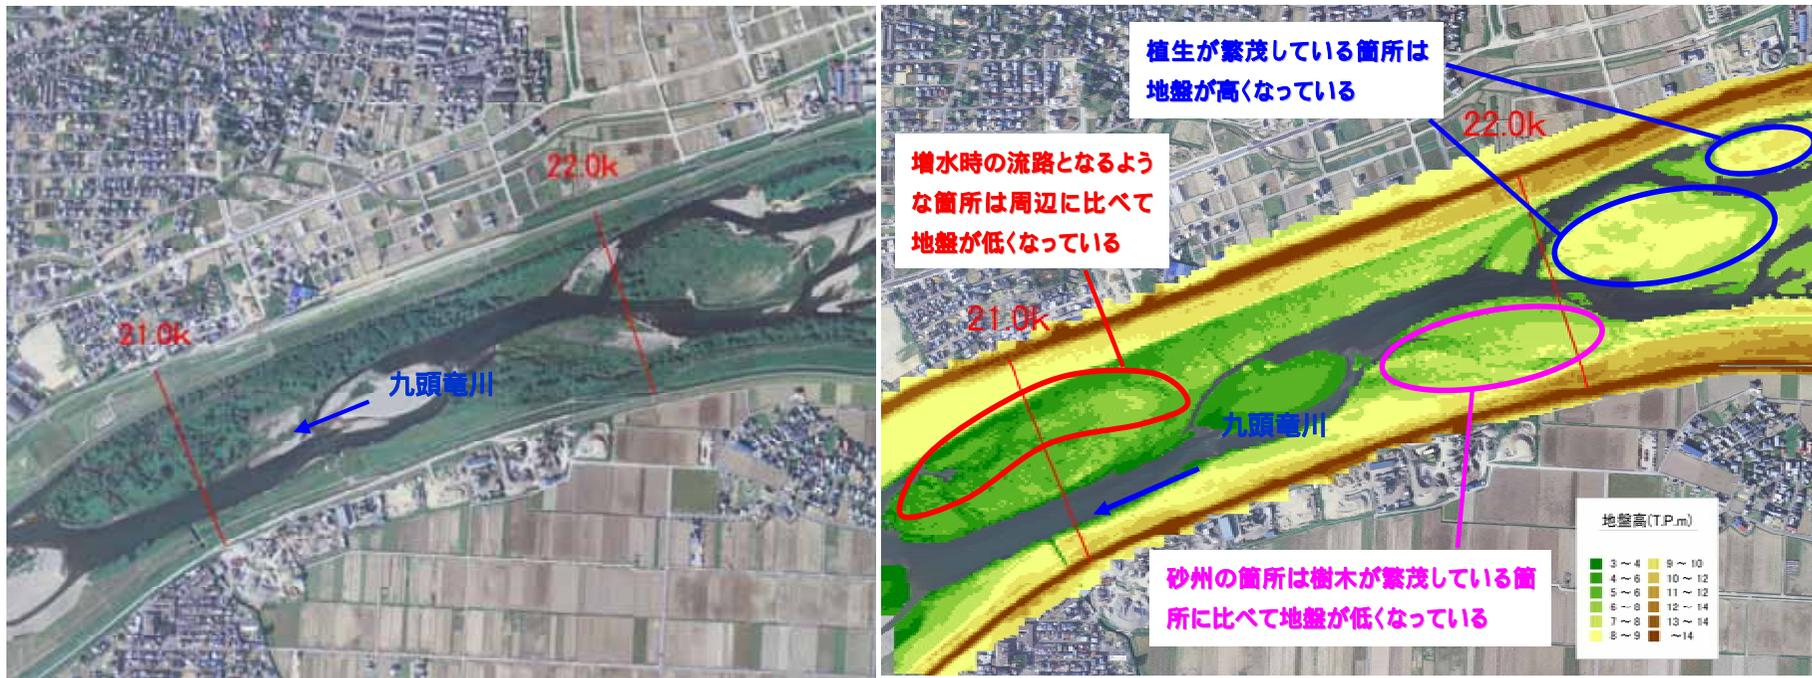 22.0k
21.0k
九頭竜川
植生が繁茂している箇所は
地盤が高くなっている
22.0k
増水時の流路となるよう
な箇所は周辺に比べて
地盤が低くなっている
21.0k
九頭竜川
砂州の箇所は樹木が繁茂している箇
所に比べて地盤が低くなっている
地盤高(T.P.m)
3 ～ 4 9 ～ 10
4 ～ 6 10 ～ 12
5 ～ 6 11 ～ 12
6 ～ 8 12 ～ 14
7 ～ 8 13 ～ 14
8 ～ 9 ～14